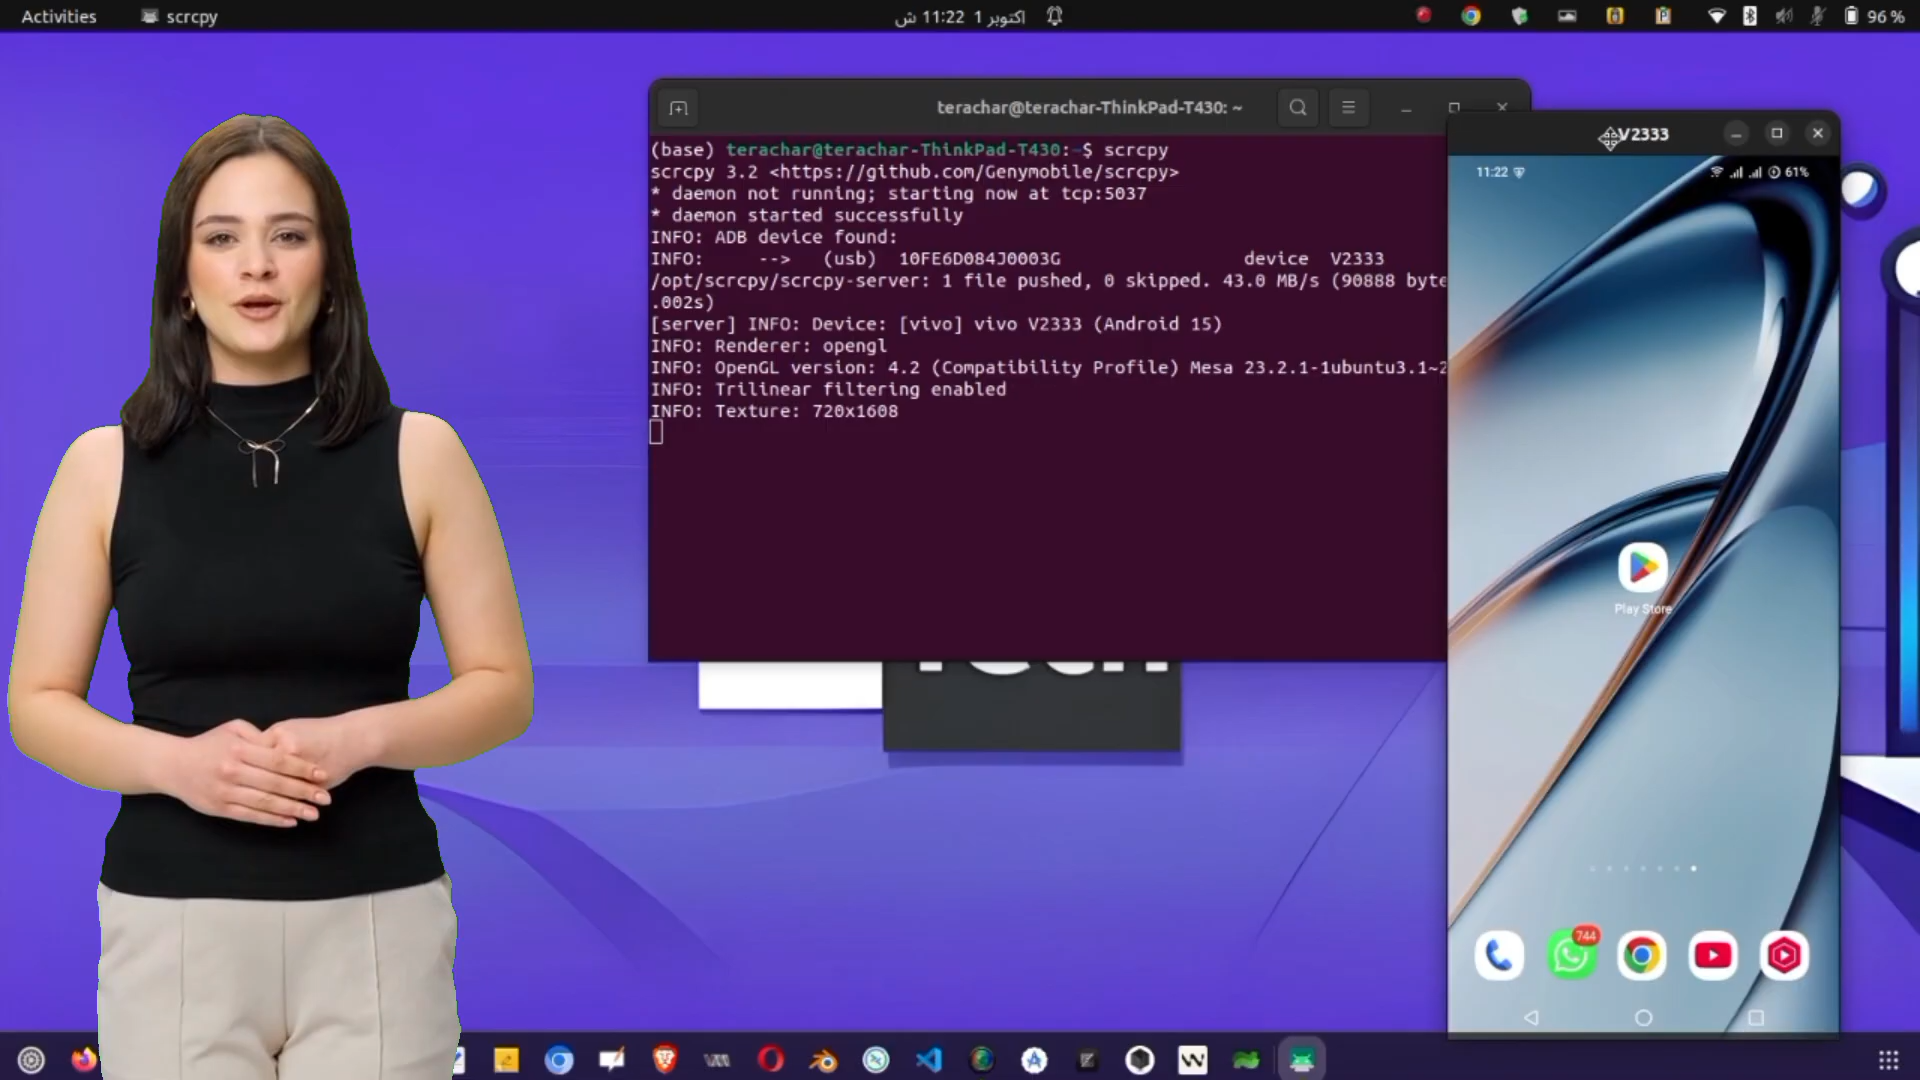 Activities
scrcpy
اکتوبر 1  11:22 ش
96 %
terachar@terachar-ThinkPad-T430: ~
(base) terachar@terachar-ThinkPad-T430:~$ scrcpy
scrcpy 3.2 <https://github.com/Genymobile/scrcpy>
* daemon not running; starting now at tcp:5037
* daemon started successfully
INFO: ADB device found:
INFO:     -->   (usb)  10FE6D084J0003G                 device  V2333
/opt/scrcpy/scrcpy-server: 1 file pushed, 0 skipped. 43.0 MB/s (90888 byte
.002s)
[server] INFO: Device: [vivo] vivo V2333 (Android 15)
INFO: Renderer: opengl
INFO: OpenGL version: 4.2 (Compatibility Profile) Mesa 23.2.1-1ubuntu3.1~2
INFO: Trilinear filtering enabled
INFO: Texture: 720x1608
V2333
11:22
61%
Play Store
744